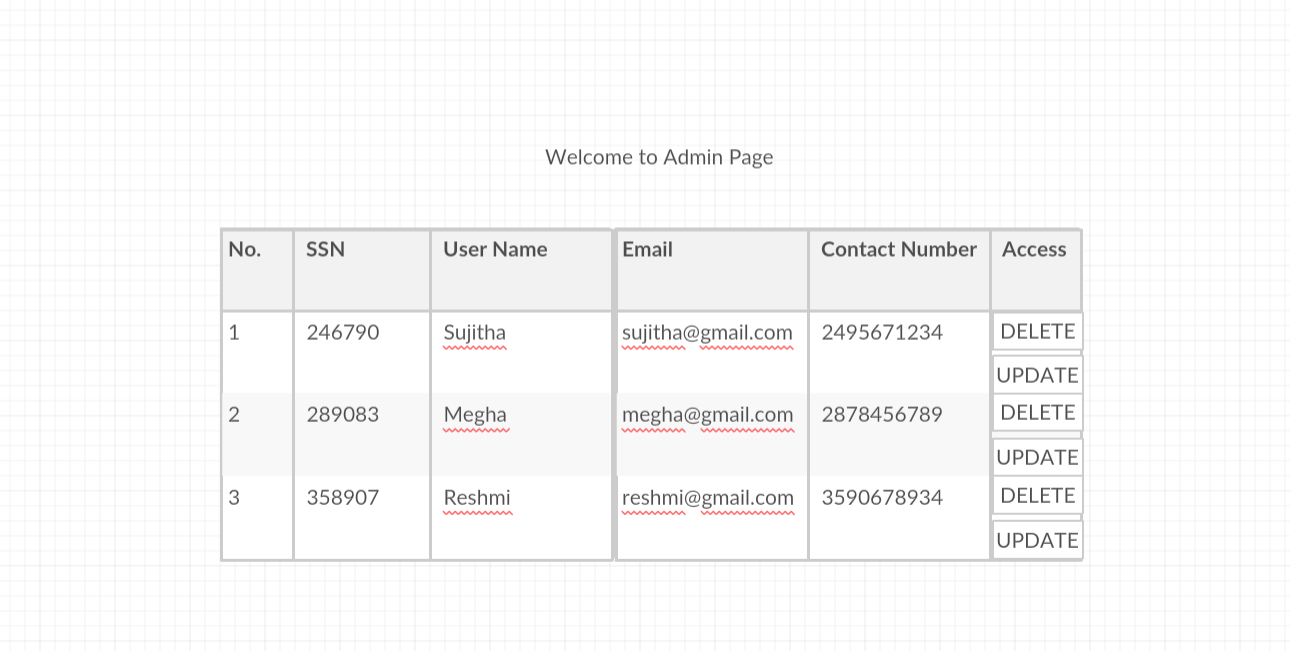 Welcome to Admin Page
No. SSN User Name Email Contact Number Access
1 246790 Sujitha sujitha@gmail.com 2495671234 DELETE
UPDATE
2 289083 Megha megha@gmail.com 2878456789 DELETE
UPDATE
3 358907 Reshmi reshmi@gmail.com 3590678934 DELETE
UPDATE